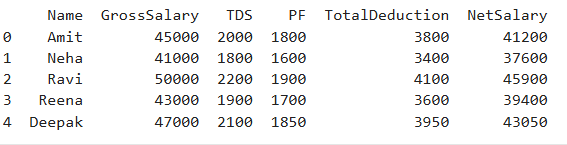 Name GrossSalary TDS PF TotalDeduction NetSalary
0 Amit 45000 2000 1800 3800 41200
1 Neha 41000 1800 1600 3400 37600
2 Ravi 50000 2200 1900 4100 45900
3 Reena 43000 1900 1700 3600 39400
4 Deepak 47000 2100 1850 3950 43050